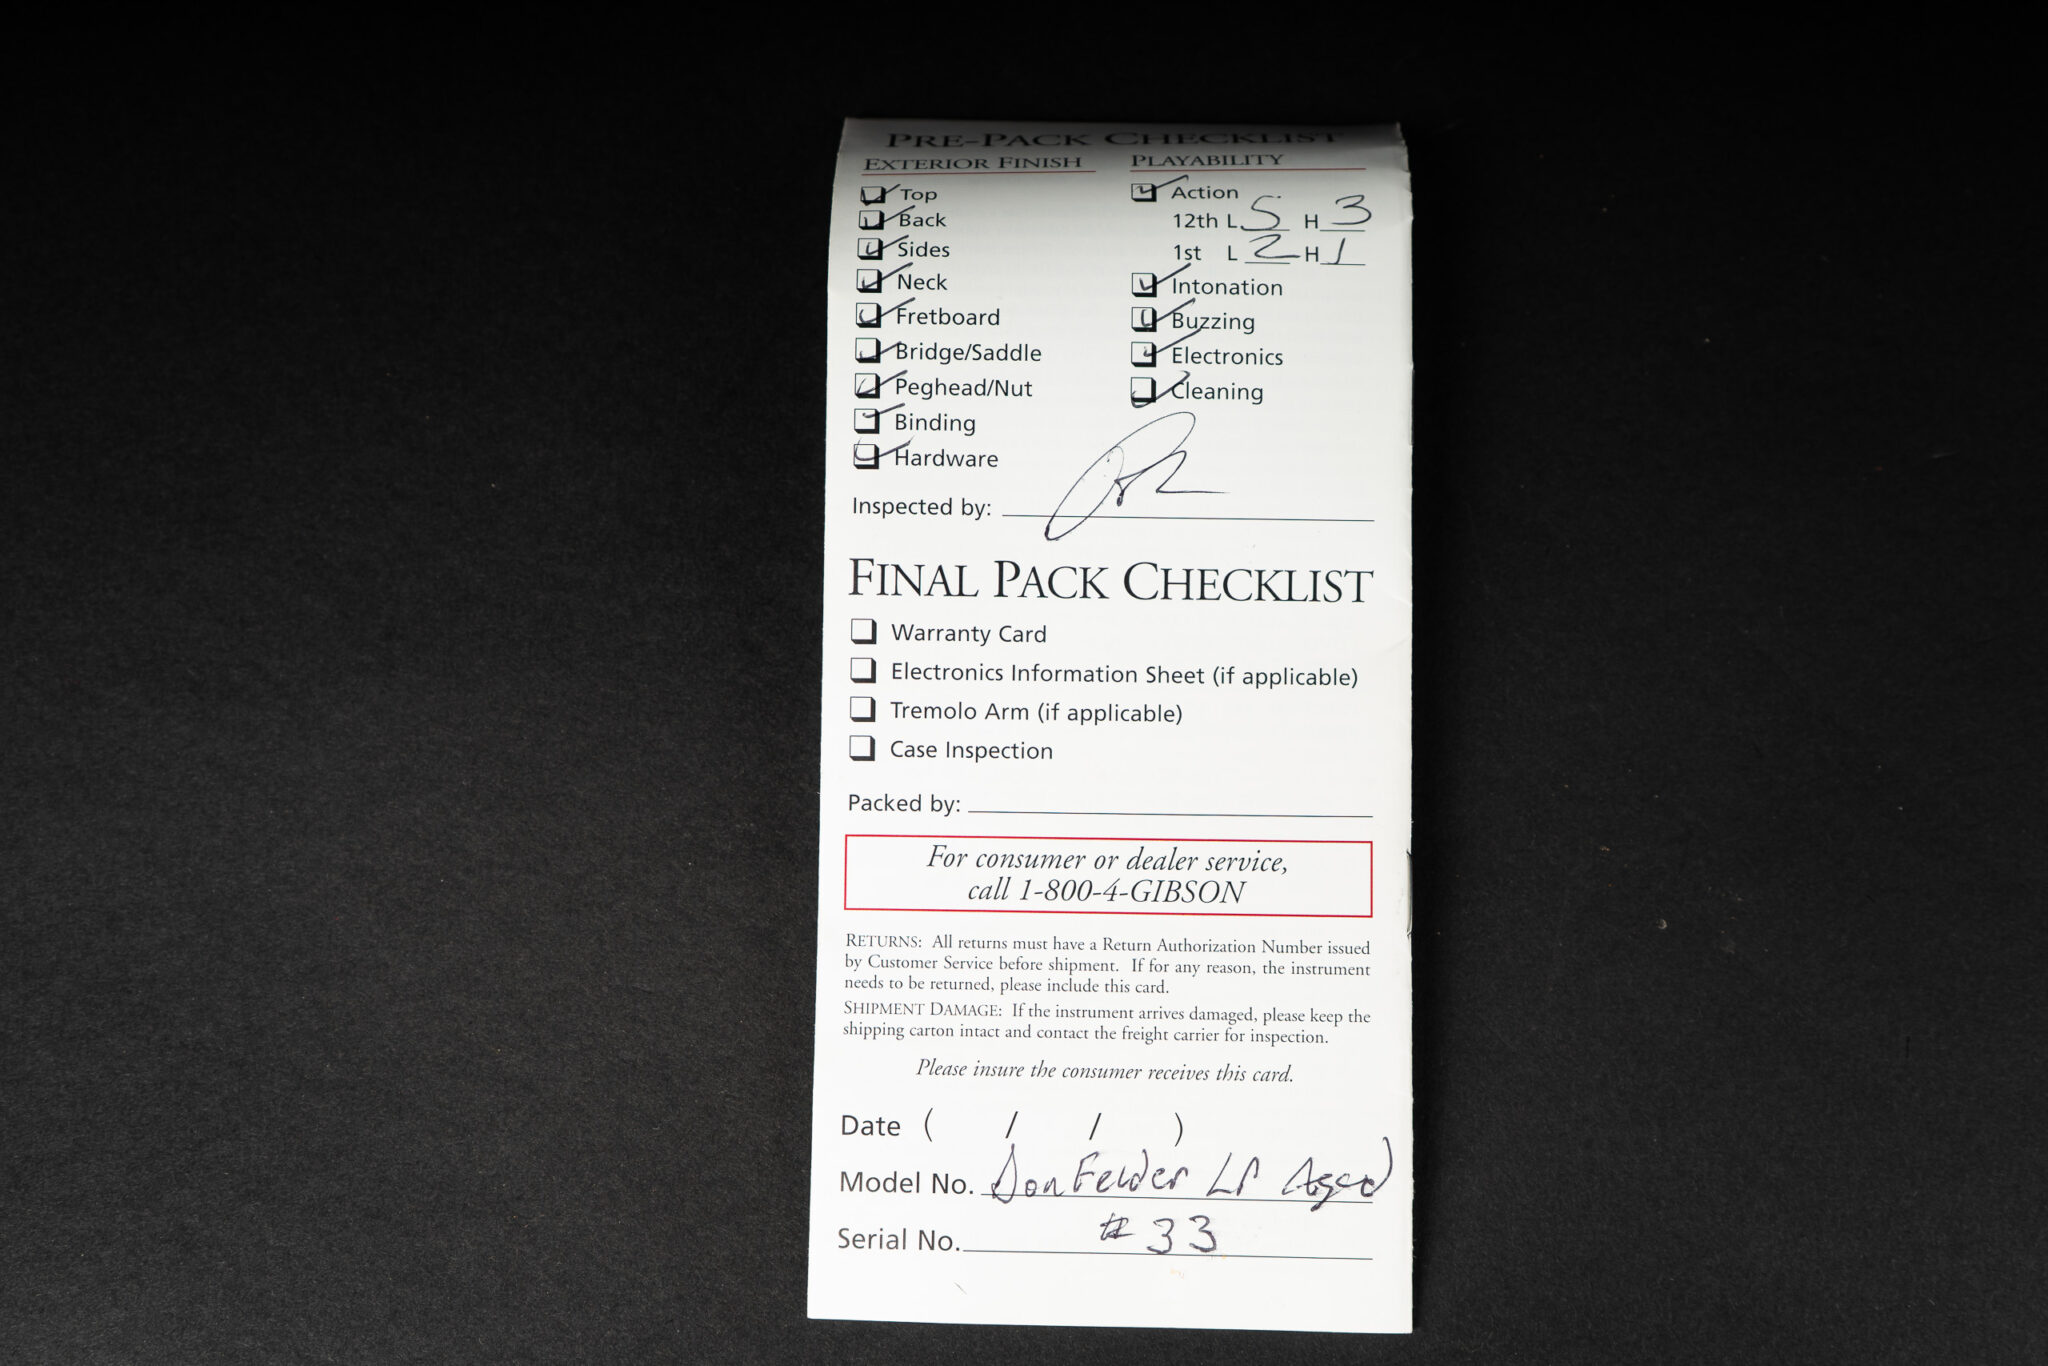 PRE-PACK CHECKLIST
EXTERIOR FINISH
Top
Back
Sides
Neck
Fretboard
Bridge/Saddle
Peghead/Nut
Binding
Hardware
PLAYABILITY
Action
12th L 5 H 3
1st L 2 H 1
Intonation
Buzzing
Electronics
Cleaning
Inspected by:
FINAL PACK CHECKLIST
Warranty Card
Electronics Information Sheet (if applicable)
Tremolo Arm (if applicable)
Case Inspection
Packed by:
For consumer or dealer service,
call 1-800-4-GIBSON
RETURNS: All returns must have a Return Authorization Number issued
by Customer Service before shipment. If for any reason, the instrument
needs to be returned, please include this card.
SHIPMENT DAMAGE: If the instrument arrives damaged, please keep the
shipping carton intact and contact the freight carrier for inspection.
Please insure the consumer receives this card.
Date ( / / )
Model No. Don Felder LP Aged
Serial No. #33